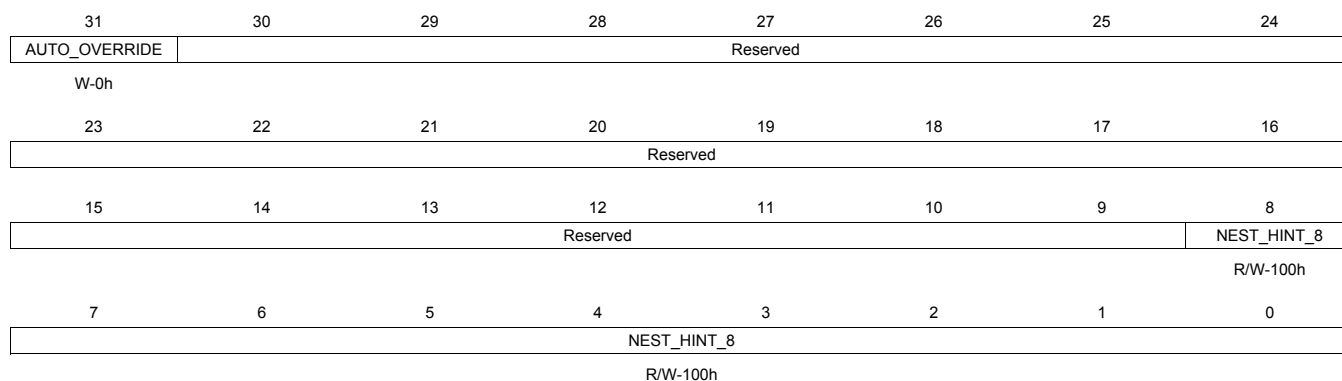 31 30 29 28 27 26 25 24
AUTO_OVERRIDE Reserved
W-0h
23 22 21 20 19 18 17 16
Reserved
15 14 13 12 11 10 9 8
Reserved NEST_HINT_8
R/W-100h
7 6 5 4 3 2 1 0
NEST_HINT_8
R/W-100h